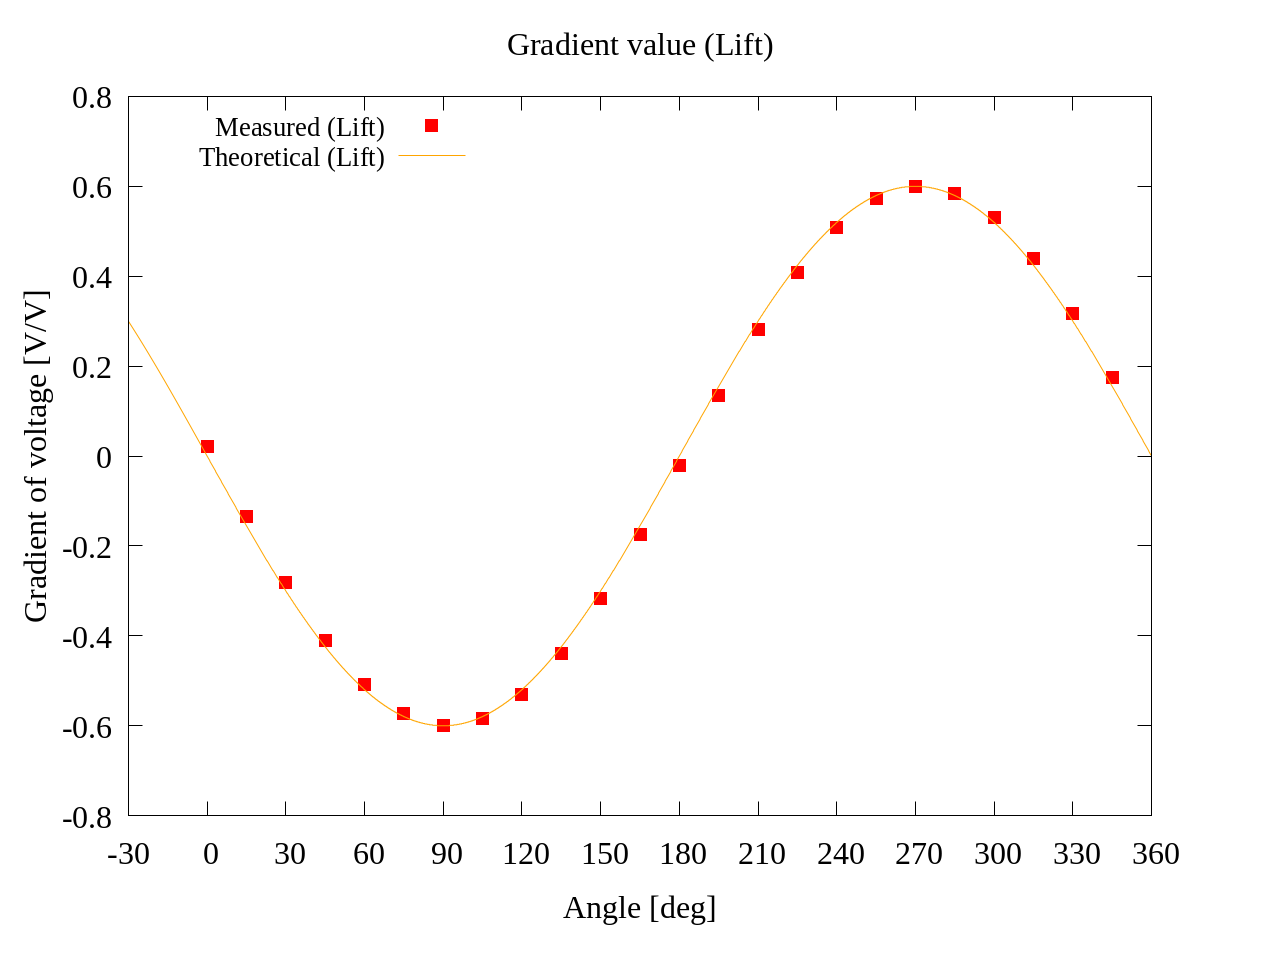 Gradient value (Lift)
Measured (Lift)
Theoretical (Lift)
Gradient of voltage [V/V]
0.8
0.6
0.4
0.2
0
-0.2
-0.4
-0.6
-0.8
-30 0 30 60 90 120 150 180 210 240 270 300 330 360
Angle [deg]